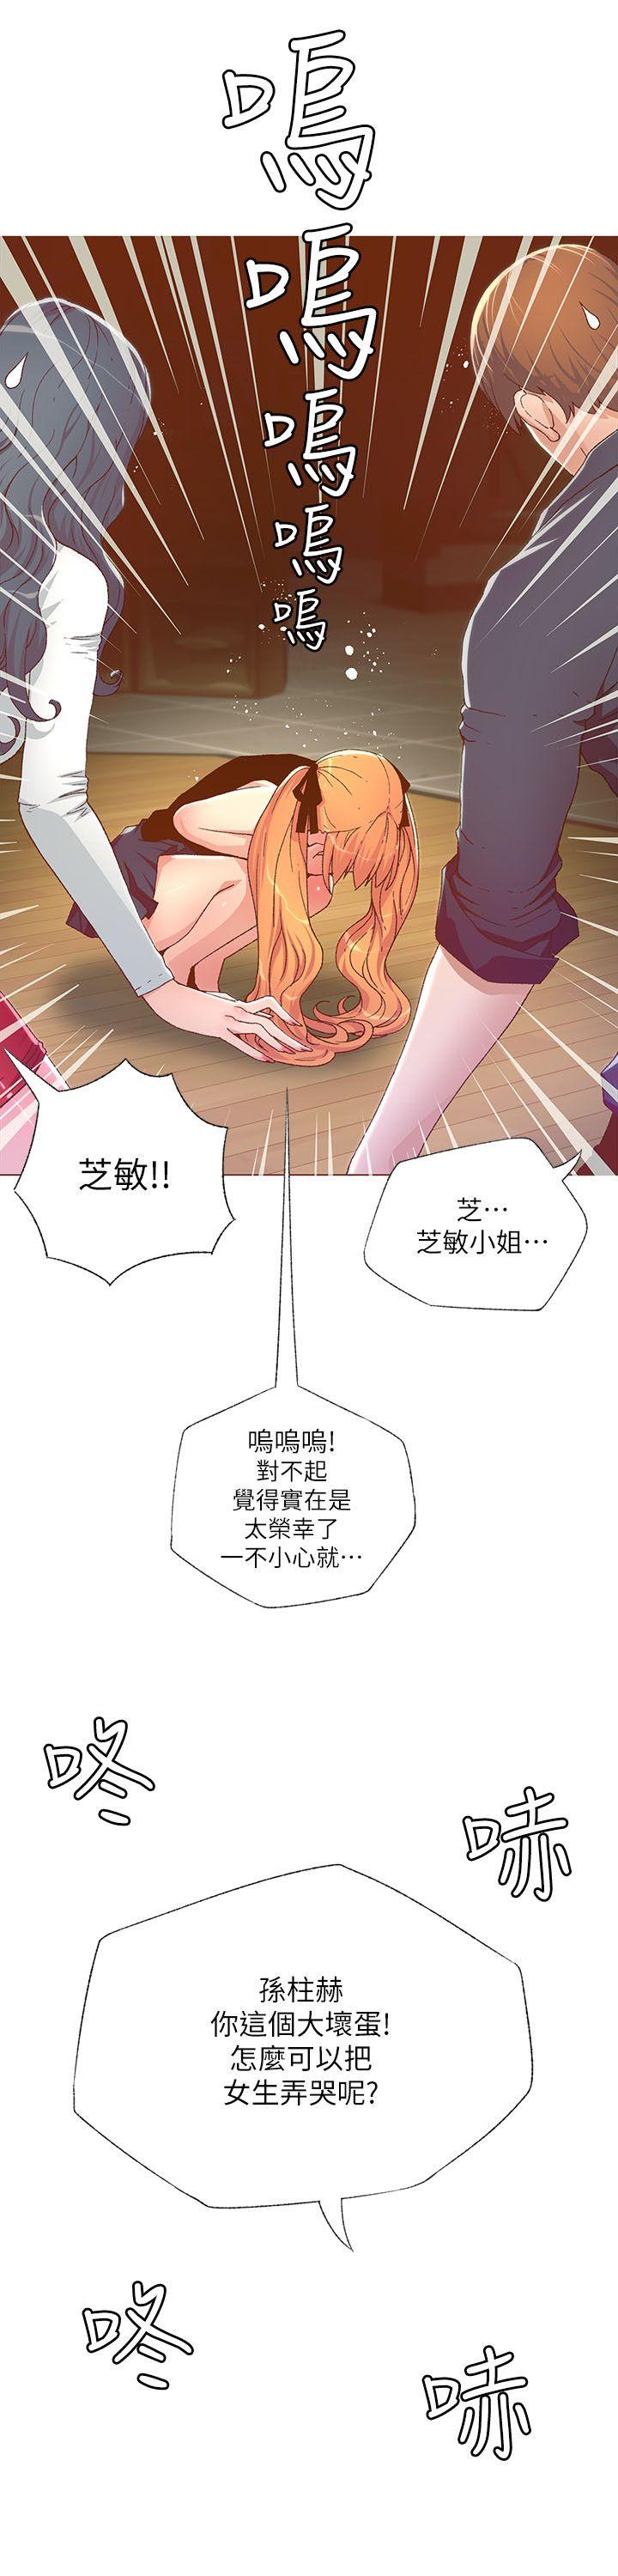 嗚
嗚
嗚
嗚
嗚
芝敏!!
芝…
芝敏小姐…
嗚嗚嗚!
對不起
覺得實在是
太榮幸了
一不小心就…
咚
哧
孫柱赫
你這個大壞蛋!
怎麼可以把
女生弄哭呢?
咚
哧